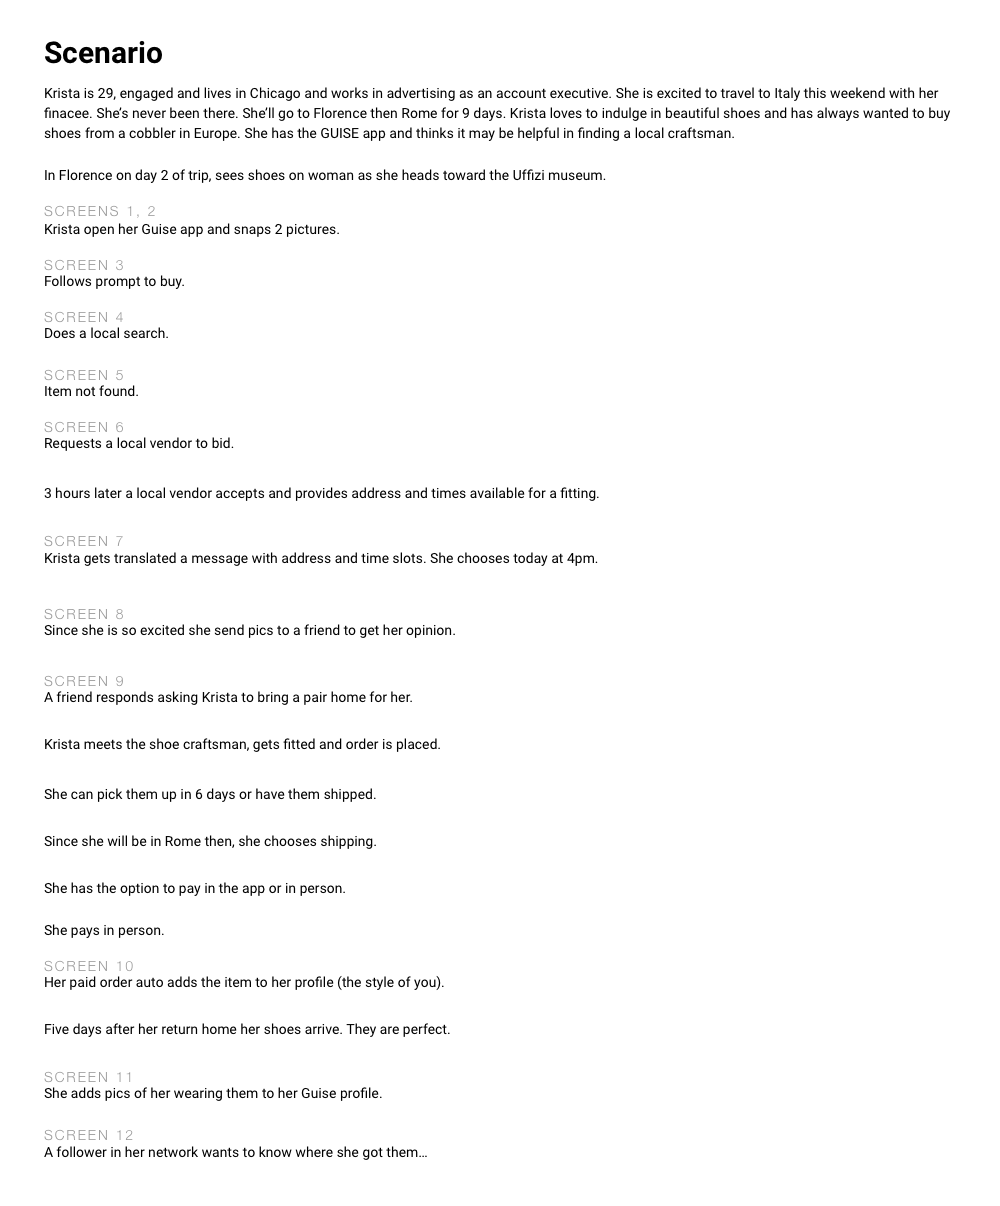 Scenario
Krista is 29, engaged and lives in Chicago and works in advertising as an account executive. She is excited to travel to Italy this weekend with her
finacee. She’s never been there. She’ll go to Florence then Rome for 9 days. Krista loves to indulge in beautiful shoes and has always wanted to buy
shoes from a cobbler in Europe. She has the GUISE app and thinks it may be helpful in finding a local craftsman.
In Florence on day 2 of trip, sees shoes on woman as she heads toward the Uffizi museum.
SCREENS 1, 2
Krista open her Guise app and snaps 2 pictures.
SCREEN 3
Follows prompt to buy.
SCREEN 4
Does a local search.
SCREEN 5
Item not found.
SCREEN 6
Requests a local vendor to bid.
3 hours later a local vendor accepts and provides address and times available for a fitting.
SCREEN 7
Krista gets translated a message with address and time slots. She chooses today at 4pm.
SCREEN 8
Since she is so excited she send pics to a friend to get her opinion.
SCREEN 9
A friend responds asking Krista to bring a pair home for her.
Krista meets the shoe craftsman, gets fitted and order is placed.
She can pick them up in 6 days or have them shipped.
Since she will be in Rome then, she chooses shipping.
She has the option to pay in the app or in person.
She pays in person.
SCREEN 10
Her paid order auto adds the item to her profile (the style of you).
Five days after her return home her shoes arrive. They are perfect.
SCREEN 11
She adds pics of her wearing them to her Guise profile.
SCREEN 12
A follower in her network wants to know where she got them…